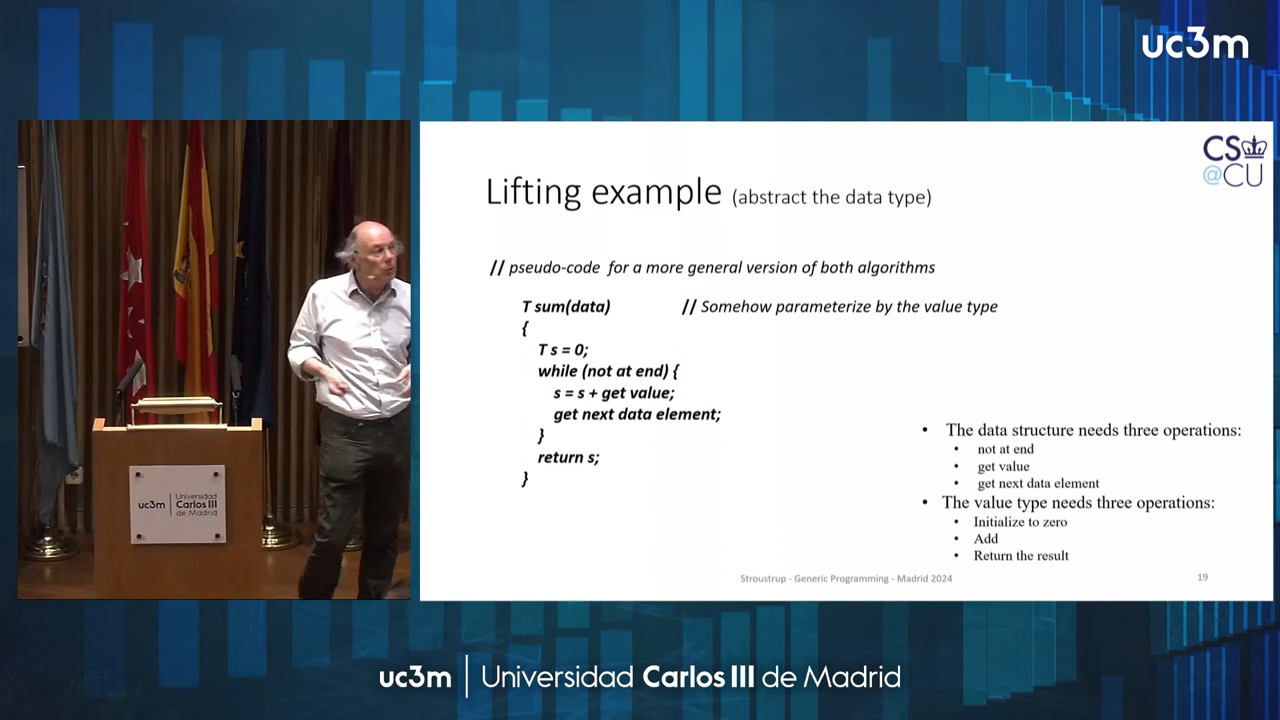 uc3m
CS
@CU
Lifting example (abstract the data type)
// pseudo-code for a more general version of both algorithms
T sum(data) // Somehow parameterize by the value type
{
T s = 0;
while (not at end) {
s = s + get value;
get next data element;
}
return s;
}
• The data structure needs three operations:
• not at end
• get value
• get next data element
• The value type needs three operations:
• Initialize to zero
• Add
• Return the result
Stroustrup - Generic Programming - Madrid 2024
19
uc3m
Universidad
Carlos III
de Madrid
uc3m | Universidad Carlos III de Madrid